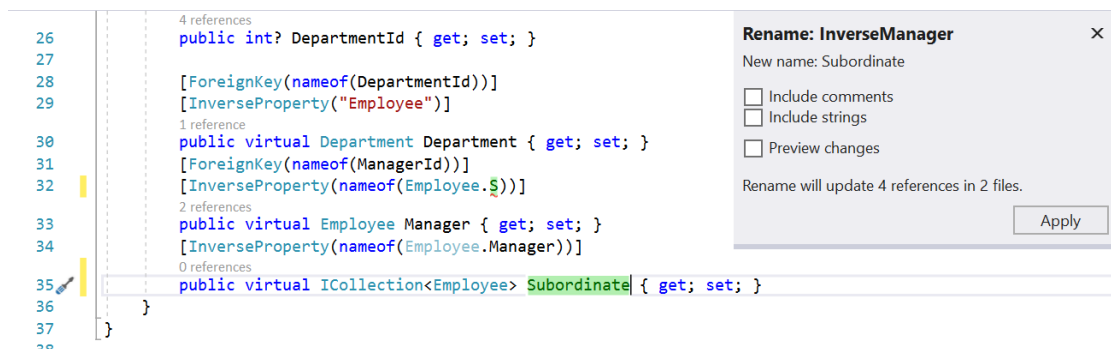 4 references
26 public int? DepartmentId { get; set; }
27
28 [ForeignKey(nameof(DepartmentId))]
29 [InverseProperty("Employee")]
1 reference
30 public virtual Department Department { get; set; }
31 [ForeignKey(nameof(ManagerId))]
32 [InverseProperty(nameof(Employee.S))]
2 references
33 public virtual Employee Manager { get; set; }
34 [InverseProperty(nameof(Employee.Manager))]
0 references
35 public virtual ICollection<Employee> Subordinate { get; set; }
36 }
37 }
38
Rename: InverseManager
New name: Subordinate
Include comments
Include strings
Preview changes
Rename will update 4 references in 2 files.
Apply